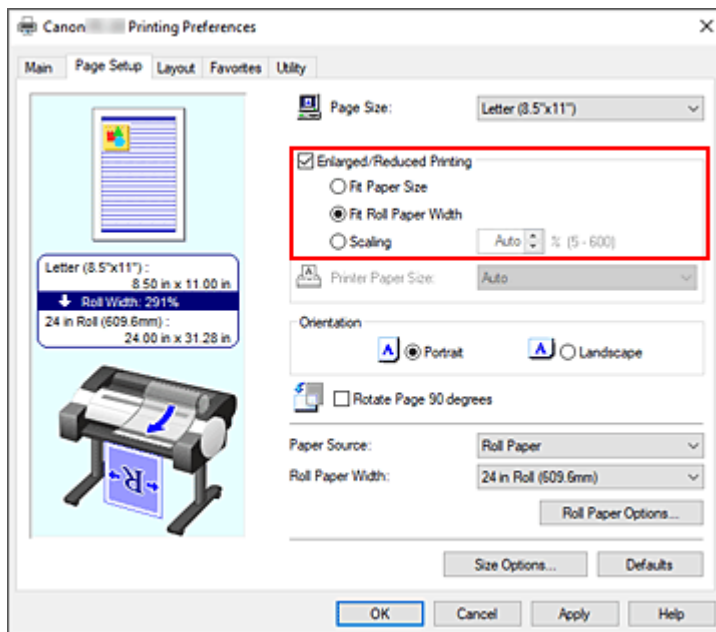 Canon Printing Preferences
Main Page Setup Layout Favorites Utility
Page Size: Letter (8.5"x11")
Enlarged/Reduced Printing
Fit Paper Size
Fit Roll Paper Width
Scaling Auto % (5 - 600)
Printer Paper Size: Auto
Letter (8.5"x11") :
8.50 in x 11.00 in
Roll Width: 291%
24 in Roll (609.6mm) :
24.00 in x 31.28 in
Orientation
A Portrait A Landscape
Rotate Page 90 degrees
Paper Source: Roll Paper
Roll Paper Width: 24 in Roll (609.6mm)
Roll Paper Options...
R
Size Options... Defaults
OK Cancel Apply Help